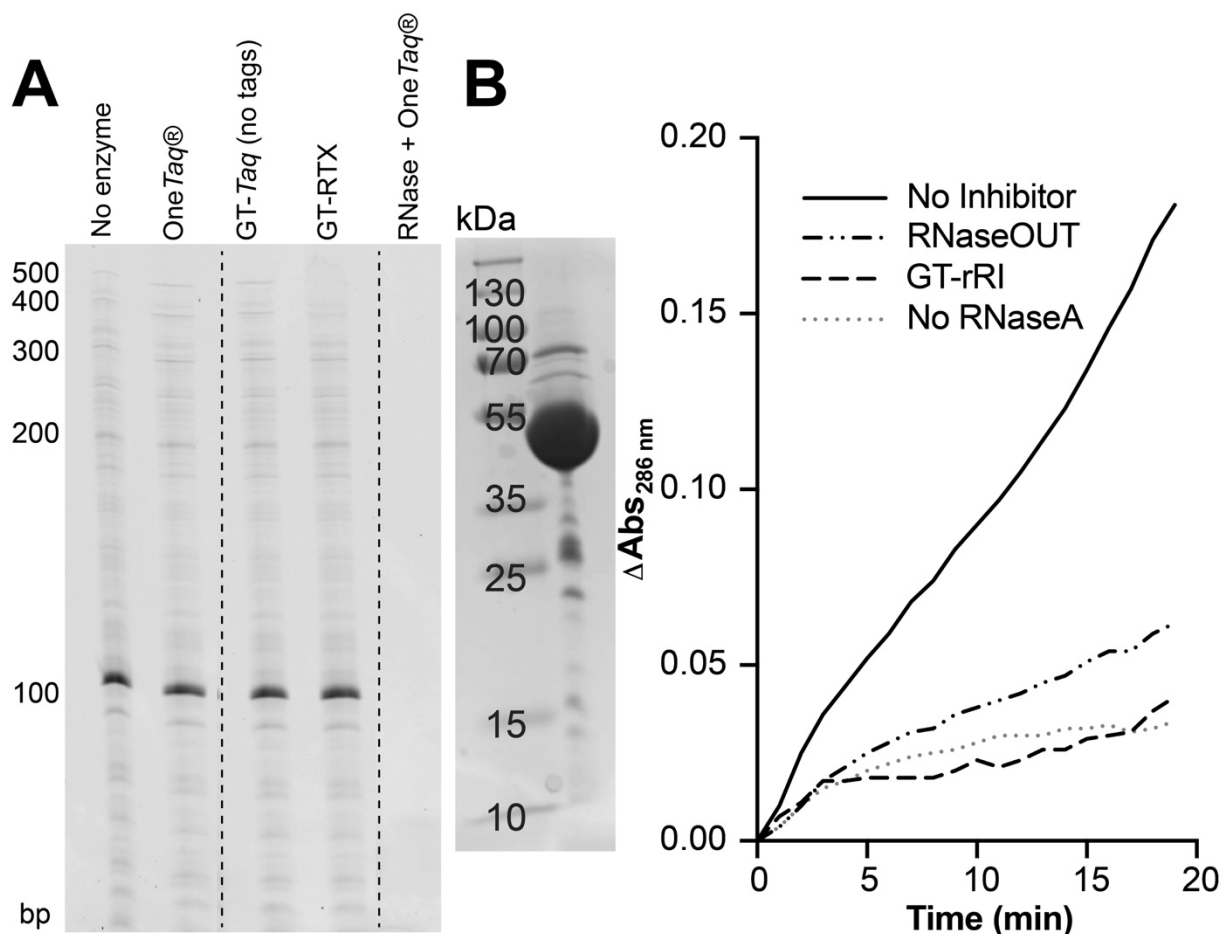 A
No enzyme
OneTaq®
GT-Taq (no tags)
GT-RTX
RNase + OneTaq®
500
400
300
200
100
bp
B
kDa
130
100
70
55
35
25
15
10
0.20
0.15
0.10
0.05
0.00
ΔAbs286 nm
No Inhibitor
RNaseOUT
GT-rRI
No RNaseA
0 5 10 15 20
Time (min)